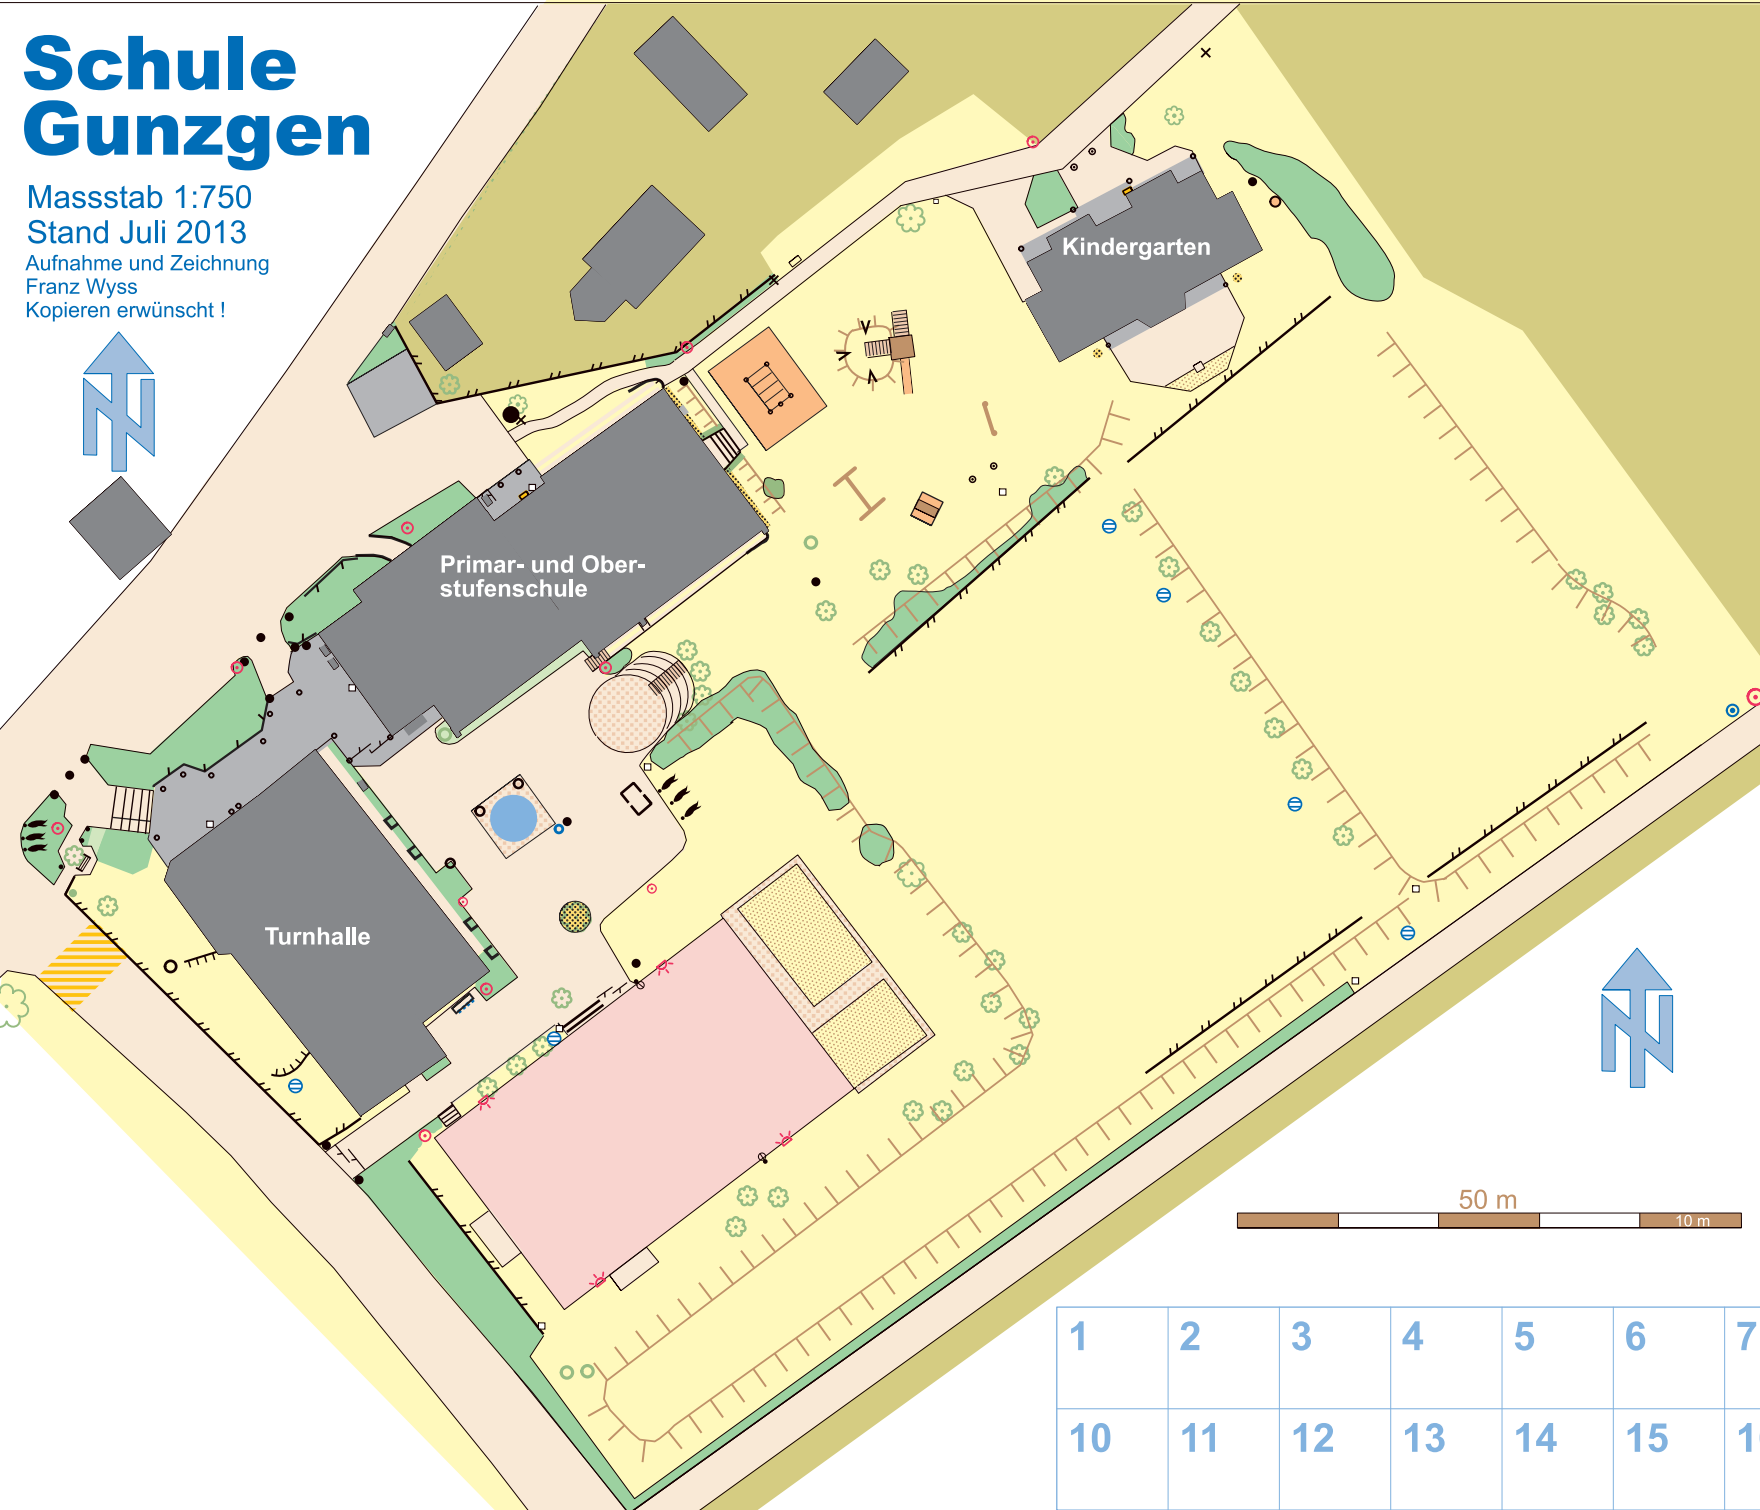 Schule
Gunzgen
Massstab 1:750
Stand Juli 2013
Aufnahme und Zeichnung
Franz Wyss
Kopieren erwünscht !
Kindergarten
Primar- und Ober-
stufenschule
Turnhalle
50 m
10 m
1 2 3 4 5 6 7
10 11 12 13 14 15